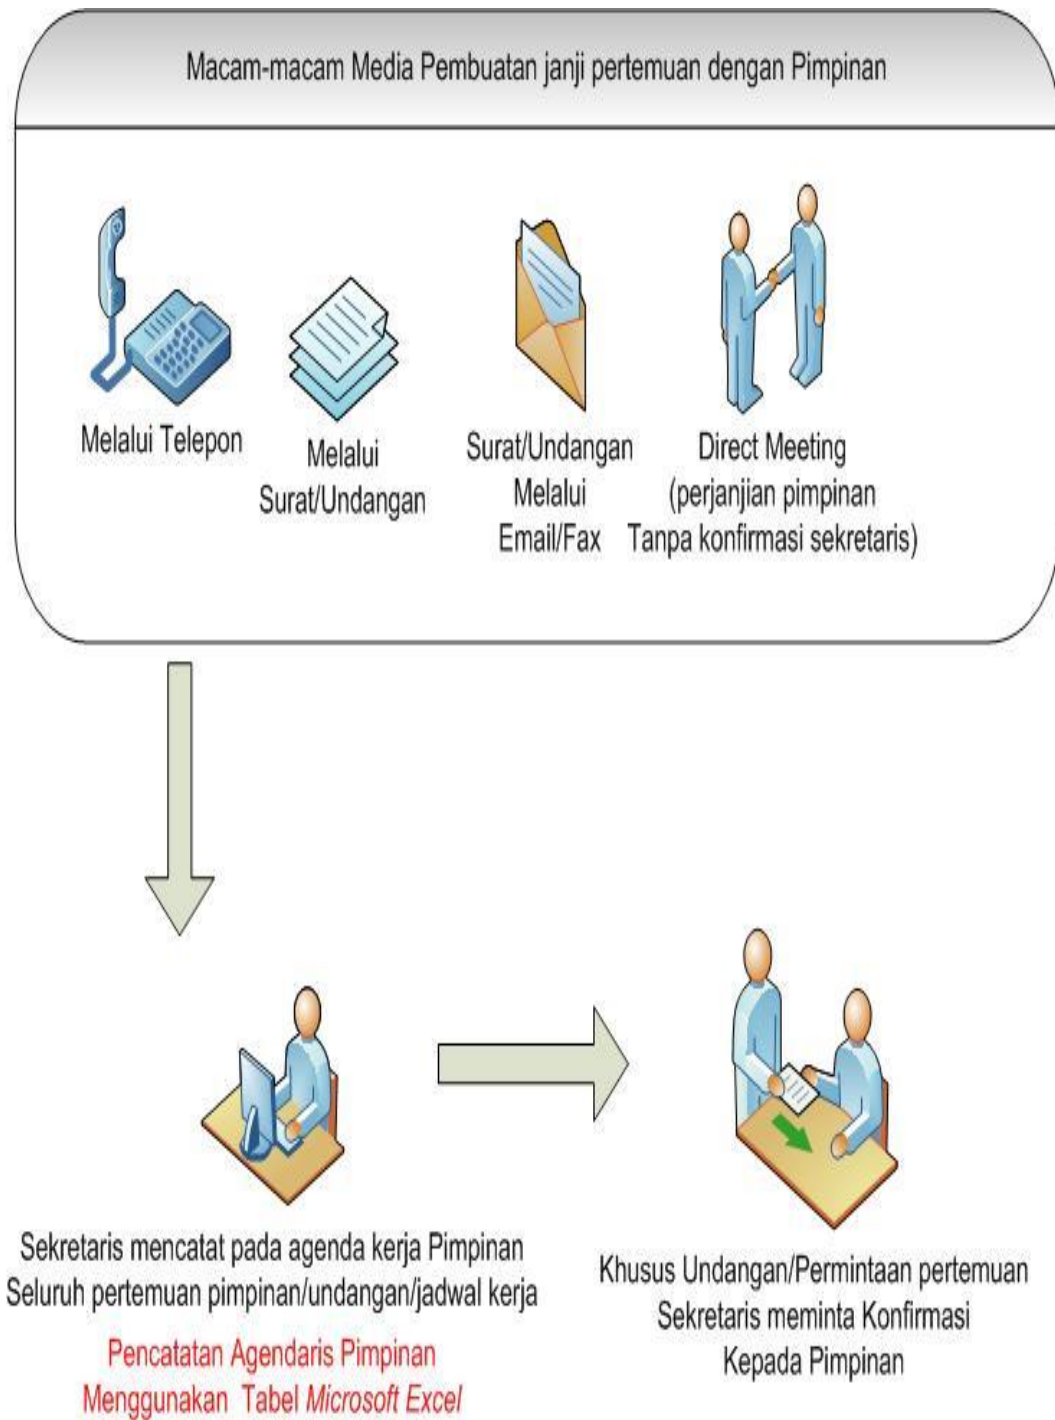 Macam-macam Media Pembuatan janji pertemuan dengan Pimpinan
Melalui Telepon
Melalui
Surat/Undangan
Surat/Undangan
Melalui
Email/Fax
Direct Meeting
(perjanjian pimpinan
Tanpa konfirmasi sekretaris)
Sekretaris mencatat pada agenda kerja Pimpinan
Seluruh pertemuan pimpinan/undangan/jadwal kerja
Pencatatan Agendaris Pimpinan
Menggunakan Tabel Microsoft Excel
Khusus Undangan/Permintaan pertemuan
Sekretaris meminta Konfirmasi
Kepada Pimpinan